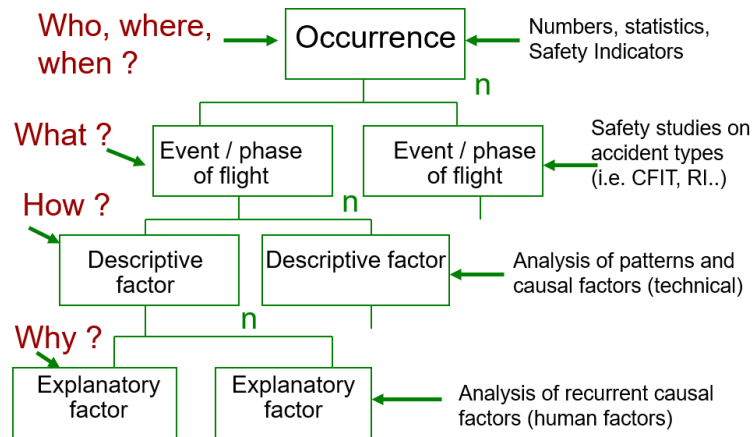 Who, where,
when ?
Occurrence
Numbers, statistics,
Safety Indicators
n
What ?
Event / phase
of flight
Event / phase
of flight
Safety studies on
accident types
(i.e. CFIT, RI..)
n
How ?
Descriptive
factor
Descriptive factor
Analysis of patterns and
causal factors (technical)
n
Why ?
Explanatory
factor
Explanatory
factor
Analysis of recurrent causal
factors (human factors)